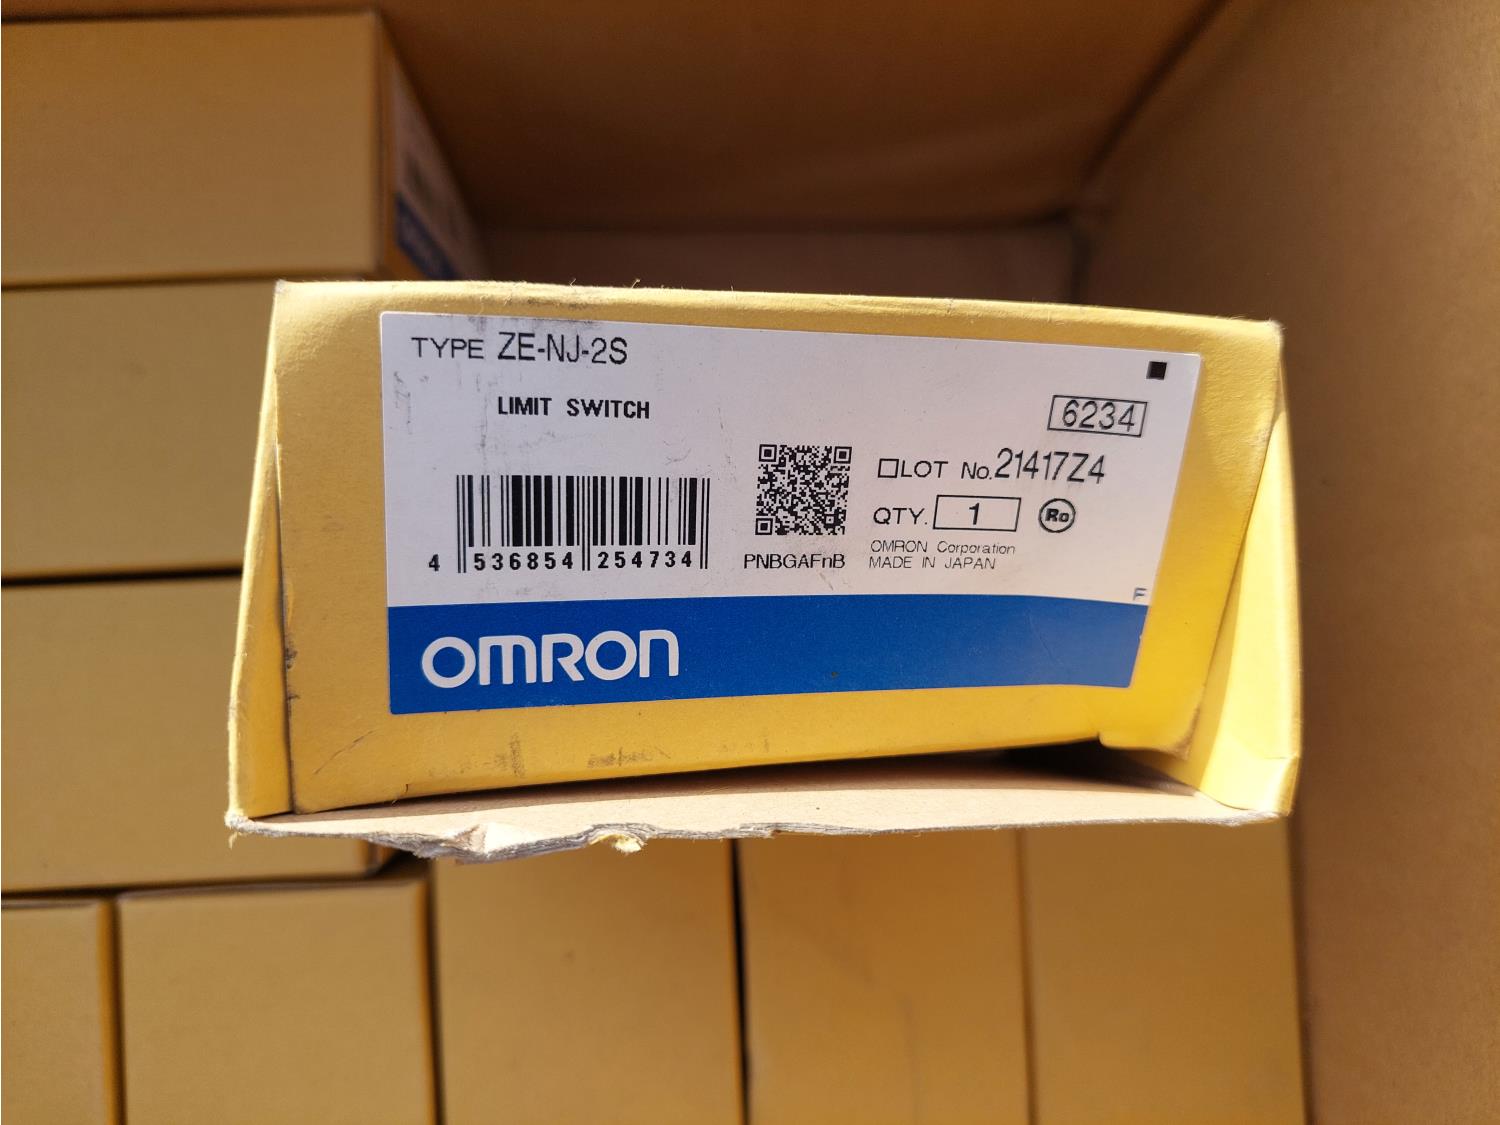 TYPE ZE-NJ-2S
LIMIT SWITCH
6234
LOT No.21417Z4
QTY. 1 Ro
4 536854 254734
PNBGAFnB
OMRON Corporation
MADE IN JAPAN
F
OMRON